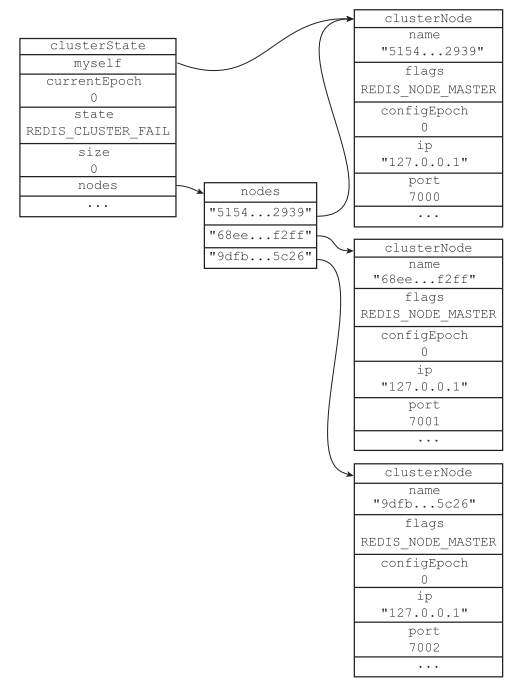 clusterState
myself
currentEpoch
0
state
REDIS_CLUSTER_FAIL
size
0
nodes
...
nodes
"5154...2939"
"68ee...f2ff"
"9dfb...5c26"
clusterNode
name
"5154...2939"
flags
REDIS_NODE_MASTER
configEpoch
0
ip
"127.0.0.1"
port
7000
...
clusterNode
name
"68ee...f2ff"
flags
REDIS_NODE_MASTER
configEpoch
0
ip
"127.0.0.1"
port
7001
...
clusterNode
name
"9dfb...5c26"
flags
REDIS_NODE_MASTER
configEpoch
0
ip
"127.0.0.1"
port
7002
...